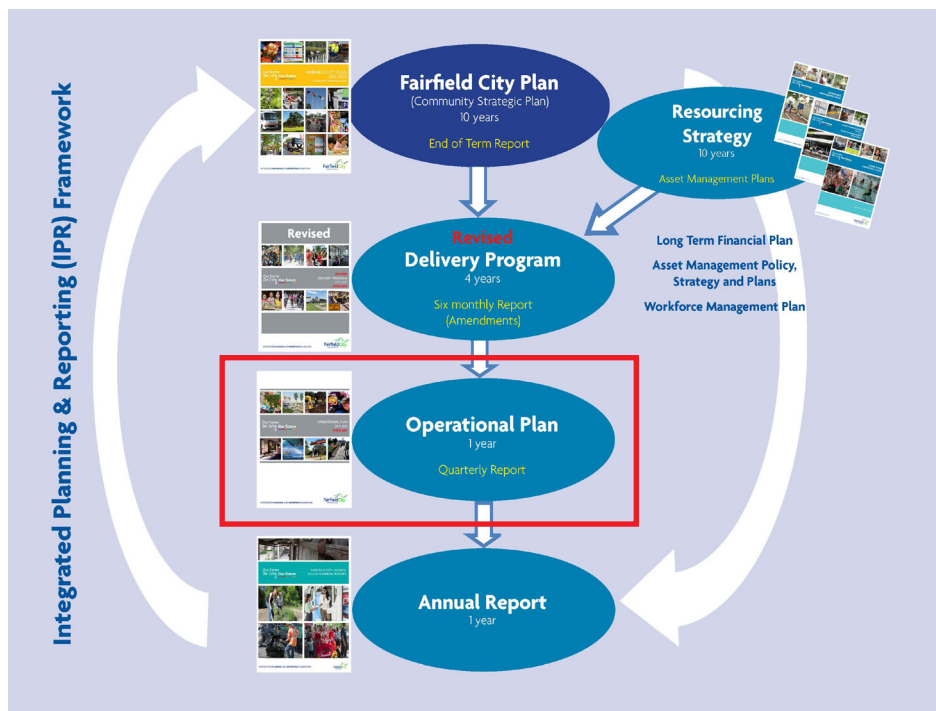 Integrated Planning & Reporting (IPR) Framework
Fairfield City Plan
(Community Strategic Plan)
10 years
End of Term Report
Resourcing
Strategy
10 years
Asset Management Plans
Revised
Revised
Delivery Program
4 years
Six monthly Report
(Amendments)
Long Term Financial Plan
Asset Management Policy,
Strategy and Plans
Workforce Management Plan
Operational Plan
1 year
Quarterly Report
Annual Report
1 year